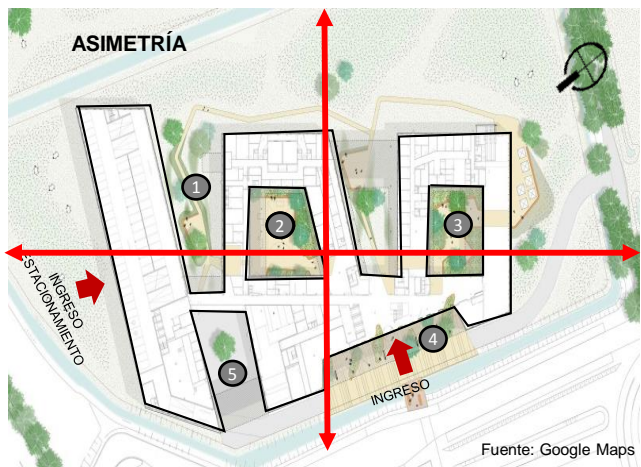 ASIMETRÍA
1
2
3
INGRESO
ESTACIONAMIENTO
4
5
INGRESO
Fuente: Google Maps